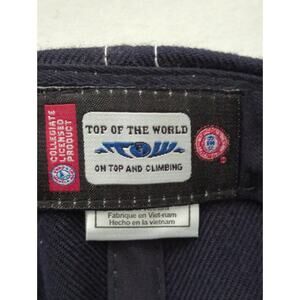 COLLEGIATE
LICENSED
PRODUCT
TOP OF THE WORLD
TOW
ON TOP AND CLIMBING
Fabrique en Viet-nam
Hecho en la vietnam